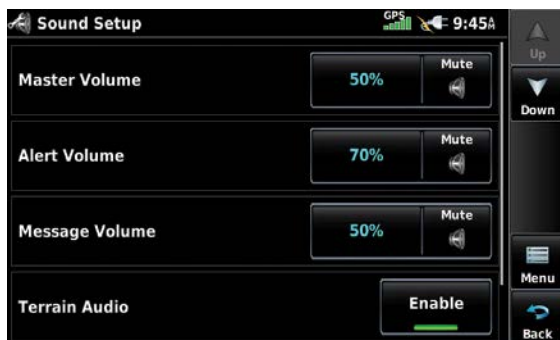 Sound Setup
GPS
9:45A
Up
Master Volume
50%
Mute
Down
Alert Volume
70%
Mute
Message Volume
50%
Mute
Menu
Terrain Audio
Enable
Back